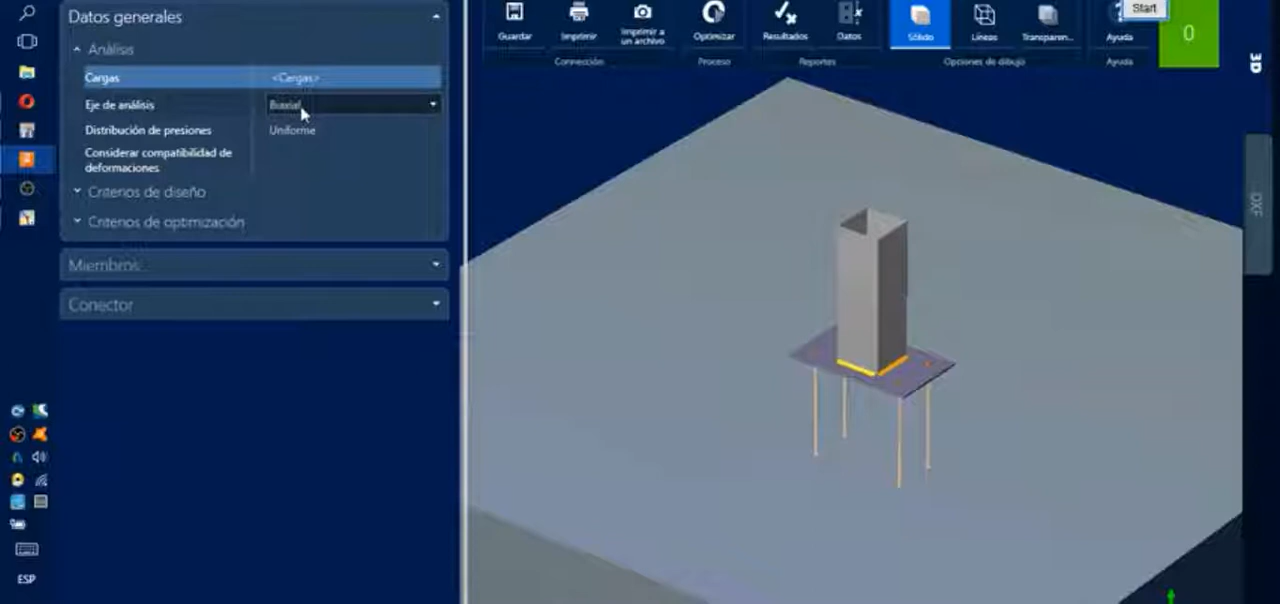 Datos generales
Análisis
Cargas <Cargas>
Eje de análisis Biaxial
Distribución de presiones Uniforme
Considerar compatibilidad de
deformaciones
Criterios de diseño
Criterios de optimización
Miembros
Conector
Guardar
Imprimir
Imprimir a
un archivo
Optimizar
Resultados
Datos
Sólido
Líneas
Transparen...
Ayuda
Start
0
Connección
Proceso
Reportes
Opciones de dibujo
Ayuda
3D
DXF
ESP